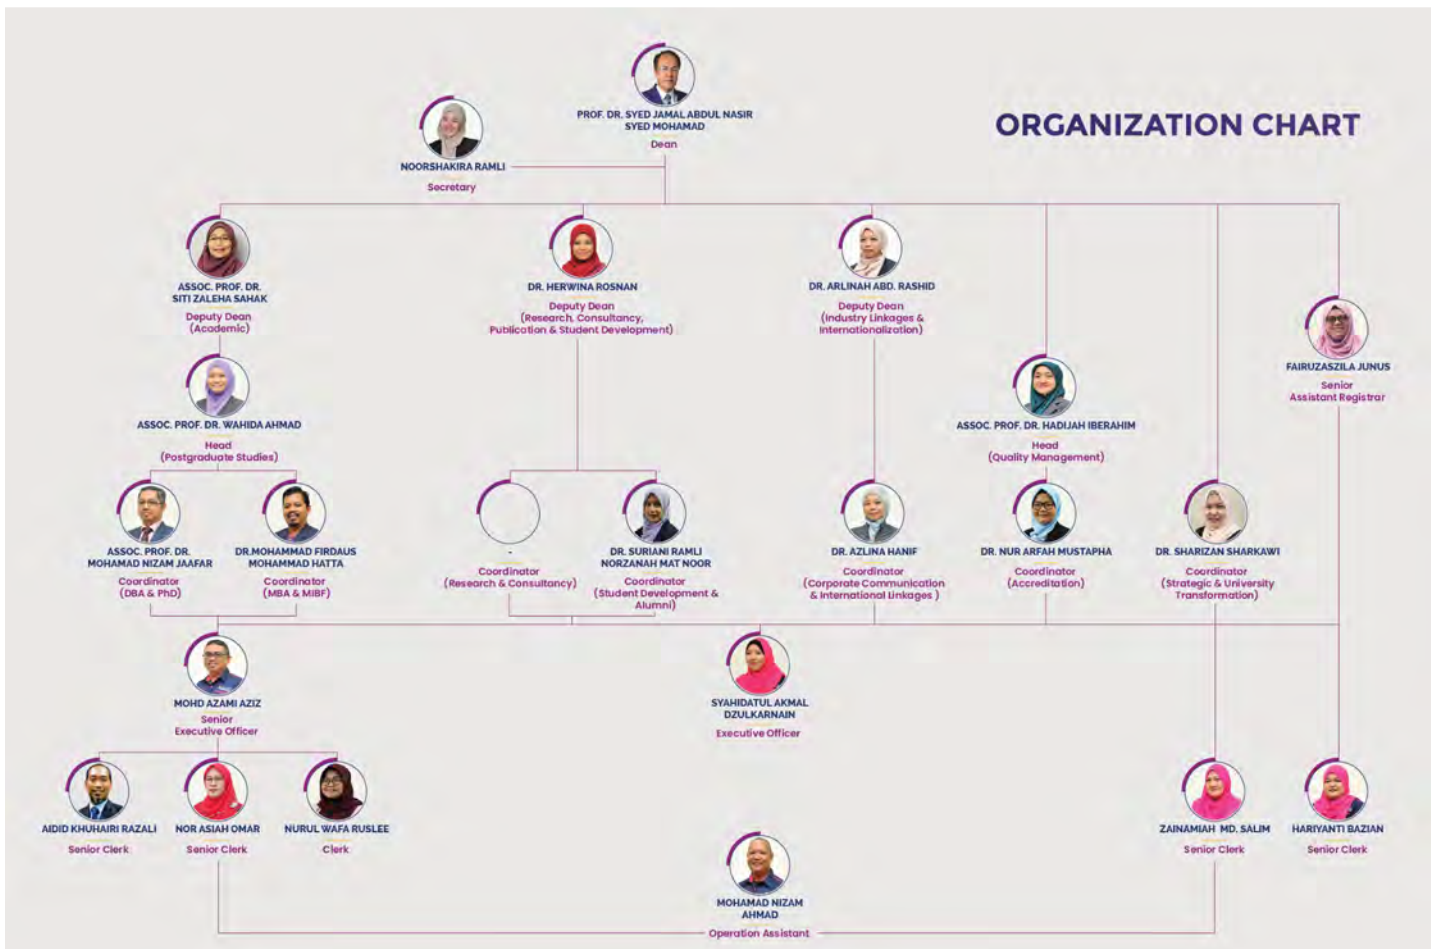 ORGANIZATION CHART
PROF. DR. SYED JAMAL ABDUL NASIR
SYED MOHAMAD
Dean
NOORSHAKIRA RAMLI
Secretary
ASSOC. PROF. DR.
SITI ZALEHA SAHAK
Deputy Dean
(Academic)
DR. HERWINA ROSNAN
Deputy Dean
(Research, Consultancy,
Publication & Student Development)
DR. ARLINAH ABD. RASHID
Deputy Dean
(Industry Linkages &
Internationalization)
FAIRUZASZILA JUNUS
Senior
Assistant Registrar
ASSOC. PROF. DR. WAHIDA AHMAD
Head
(Postgraduate Studies)
ASSOC. PROF. DR. HADIJAH IBERAHIM
Head
(Quality Management)
ASSOC. PROF. DR.
MOHAMAD NIZAM JAAFAR
Coordinator
(DBA & PhD)
DR.MOHAMMAD FIRDAUS
MOHAMMAD HATTA
Coordinator
(MBA & MIBF)
-
Coordinator
(Research & Consultancy)
DR. SURIANI RAMLI
NORZANAH MAT NOOR
Coordinator
(Student Development &
Alumni)
DR. AZLINA HANIF
Coordinator
(Corporate Communication
& International Linkages )
DR. NUR ARFAH MUSTAPHA
Coordinator
(Accreditation)
DR. SHARIZAN SHARKAWI
Coordinator
(Strategic & University
Transformation)
MOHD AZAMI AZIZ
Senior
Executive Officer
SYAHIDATUL AKMAL
DZULKARNAIN
Executive Officer
AIDID KHUHAIRI RAZALI
Senior Clerk
NOR ASIAH OMAR
Senior Clerk
NURUL WAFA RUSLEE
Clerk
ZAINAMIAH MD. SALIM
Senior Clerk
HARIYANTI BAZIAN
Senior Clerk
MOHAMAD NIZAM
AHMAD
Operation Assistant